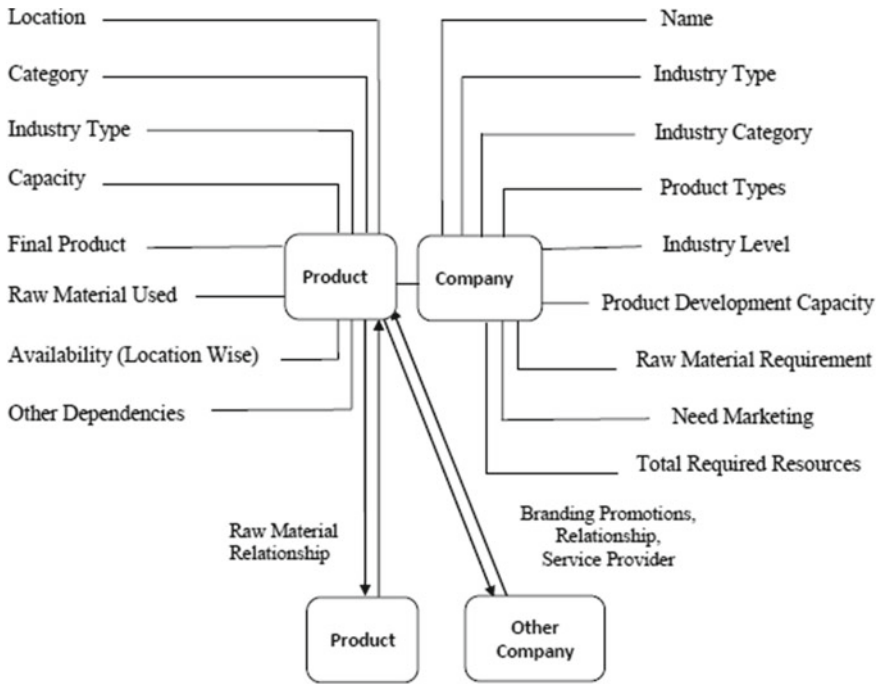 Location
Category
Industry Type
Capacity
Final Product
Raw Material Used
Availability (Location Wise)
Other Dependencies
Name
Industry Type
Industry Category
Product Types
Industry Level
Product Development Capacity
Raw Material Requirement
Need Marketing
Total Required Resources
Product
Company
Raw Material
Relationship
Branding Promotions,
Relationship,
Service Provider
Product
Other
Company